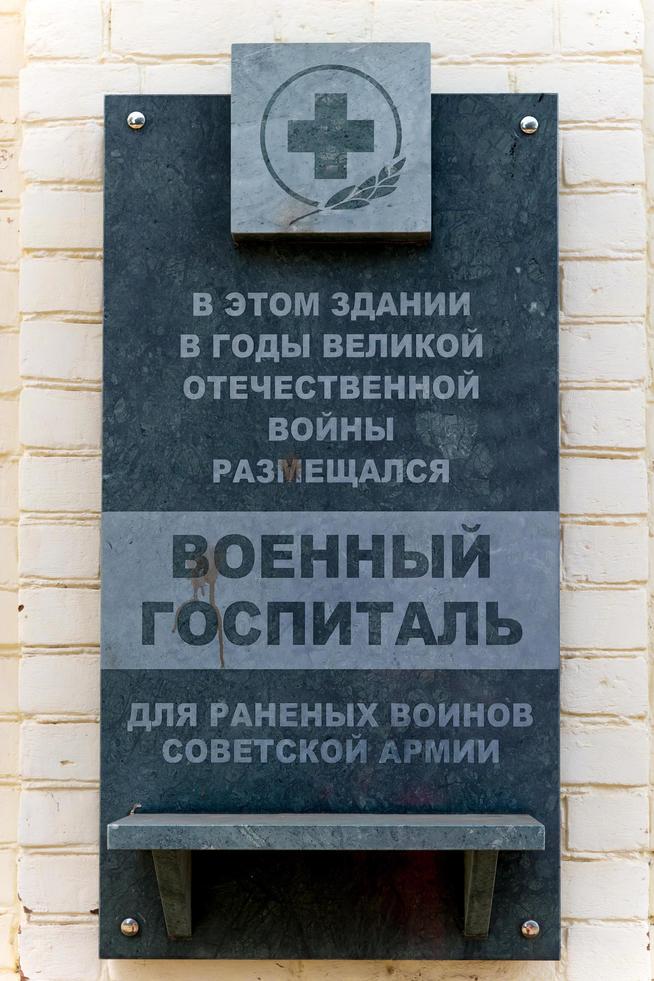 В ЭТОМ ЗДАНИИ
В ГОДЫ ВЕЛИКОЙ
ОТЕЧЕСТВЕННОЙ
ВОЙНЫ
РАЗМЕЩАЛСЯ
ВОЕННЫЙ
ГОСПИТАЛЬ
ДЛЯ РАНЕНЫХ ВОИНОВ
СОВЕТСКОЙ АРМИИ